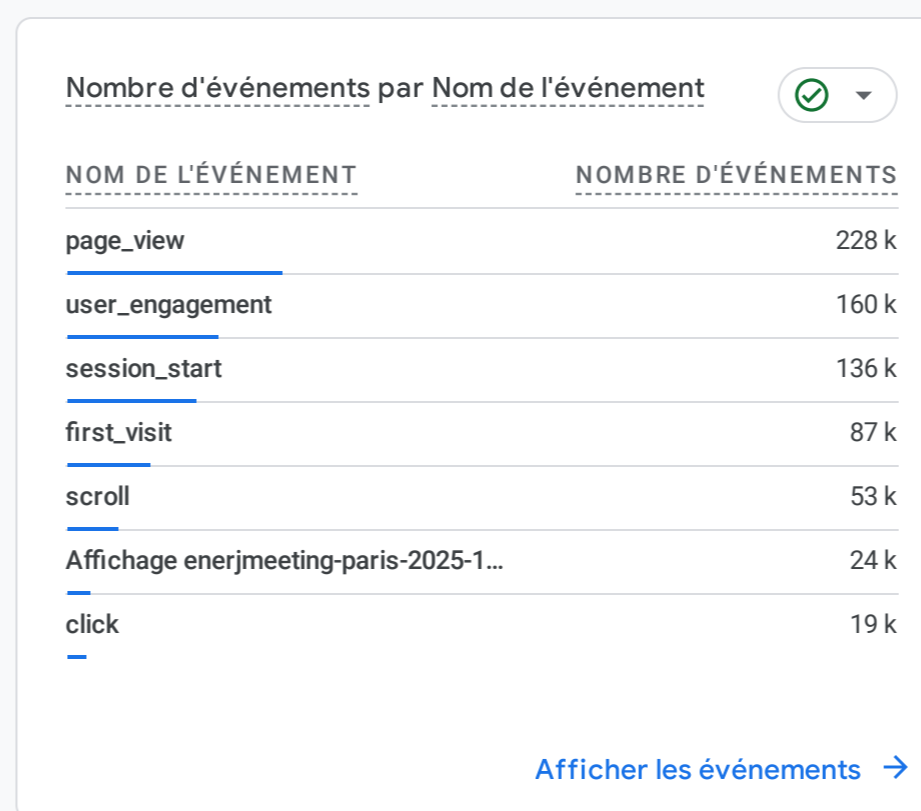 Nombre d'événements par Nom de l'événement
NOM DE L'ÉVÉNEMENT NOMBRE D'ÉVÉNEMENTS
page_view 228 k
user_engagement 160 k
session_start 136 k
first_visit 87 k
scroll 53 k
Affichage enerjmeeting-paris-2025-1... 24 k
click 19 k
Afficher les événements